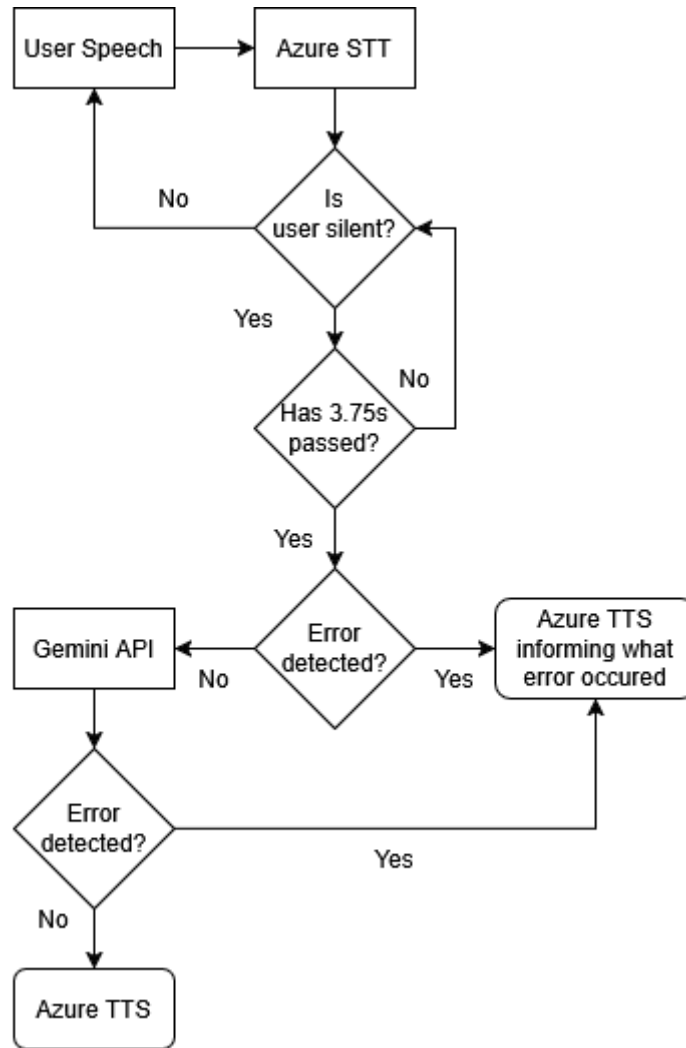 User Speech
Azure STT
No
Is
user silent?
Yes
No
Has 3.75s
passed?
Yes
Gemini API
No
Error
detected?
Yes
Azure TTS
informing what
error occured
Error
detected?
Yes
No
Azure TTS